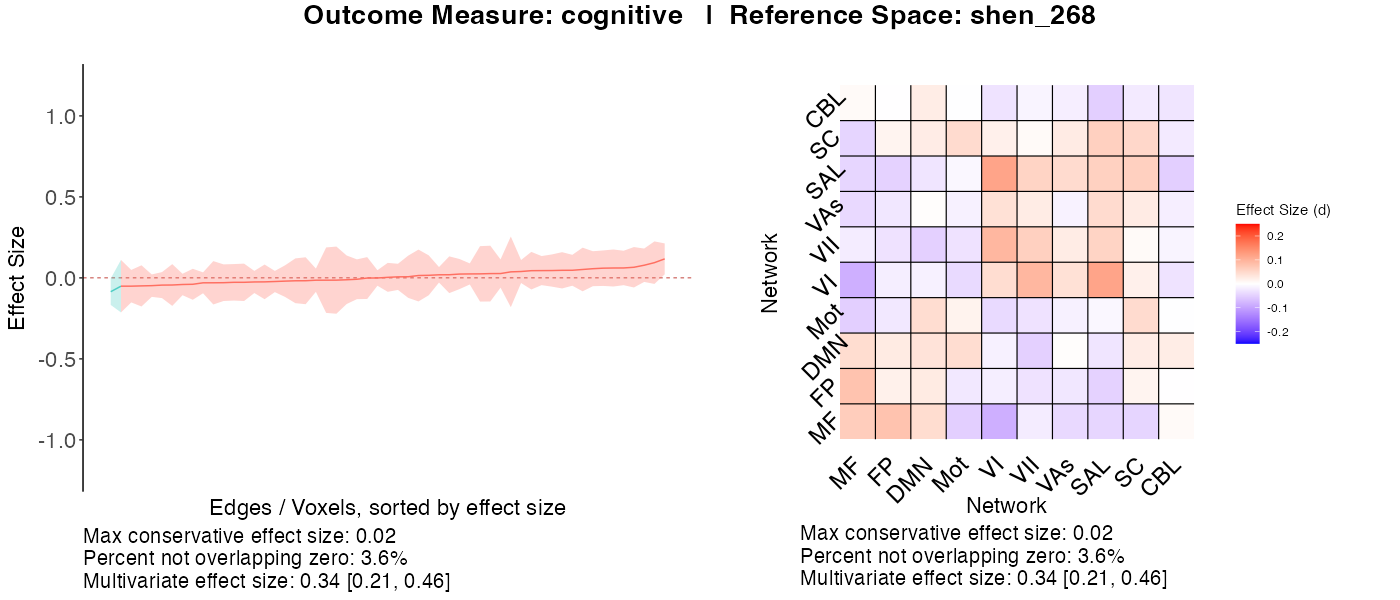 Outcome Measure: cognitive | Reference Space: shen_268
Effect Size
1.0
0.5
0.0
-0.5
-1.0
Edges / Voxels, sorted by effect size
Max conservative effect size: 0.02
Percent not overlapping zero: 3.6%
Multivariate effect size: 0.34 [0.21, 0.46]
Network
CBL
SC
SAL
VAs
VII
VI
Mot
DMN
FP
MF
MF
FP
DMN
Mot
VI
VII
VAs
SAL
SC
CBL
Network
Max conservative effect size: 0.02
Percent not overlapping zero: 3.6%
Multivariate effect size: 0.34 [0.21, 0.46]
Effect Size (d)
0.2
0.1
0.0
-0.1
-0.2